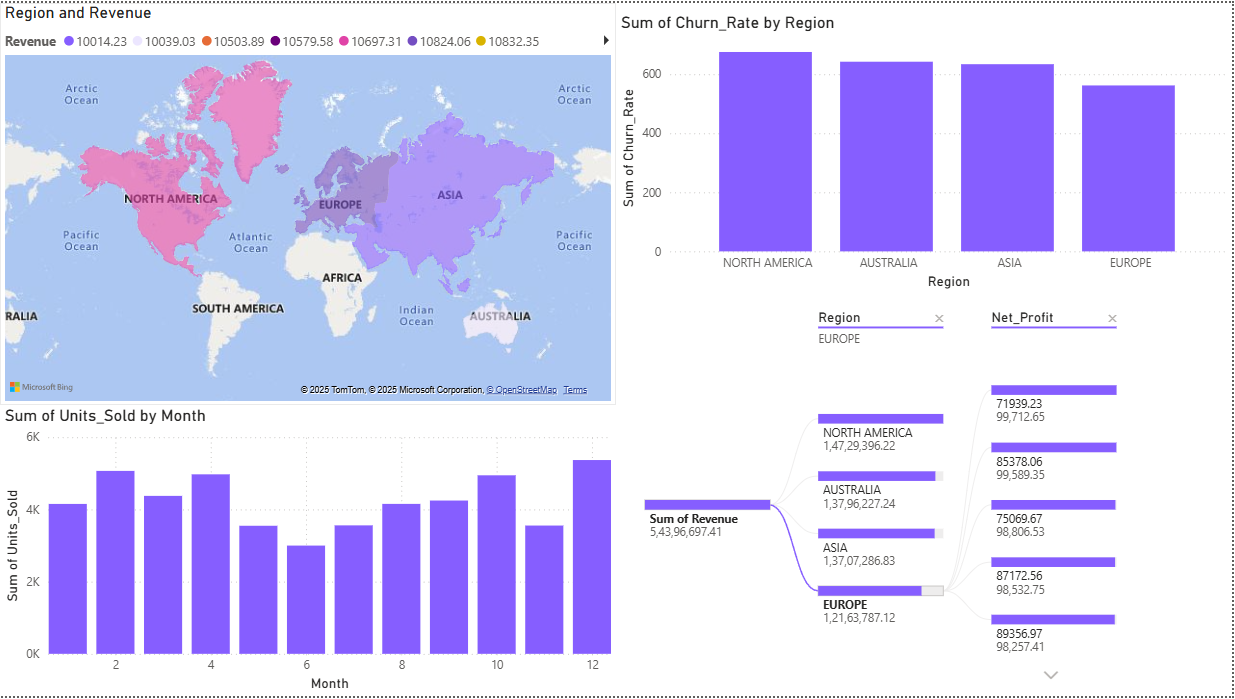 Region and Revenue
Revenue 10014.23 10039.03 10503.89 10579.58 10697.31 10824.06 10832.35
Arctic
Ocean
Arctic
Ocean
NORTH AMERICA
EUROPE
ASIA
Pacific
Ocean
Atlantic
Ocean
Pacific
Ocean
AFRICA
SOUTH AMERICA
Indian
Ocean
RALIA
AUSTRALIA
Microsoft Bing
© 2025 TomTom, © 2025 Microsoft Corporation, © OpenStreetMap Terms
Sum of Churn_Rate by Region
Sum of Churn_Rate
600
400
200
0
NORTH AMERICA AUSTRALIA ASIA EUROPE
Region
Sum of Units_Sold by Month
Sum of Units_Sold
6K
4K
2K
0K
2 4 6 8 10 12
Month
Region Net_Profit
EUROPE
Sum of Revenue
5,43,96,697.41
NORTH AMERICA
1,47,29,396.22
AUSTRALIA
1,37,96,227.24
ASIA
1,37,07,286.83
EUROPE
1,21,63,787.12
71939.23
99,712.65
85378.06
99,589.35
75069.67
98,806.53
87172.56
98,532.75
89356.97
98,257.41